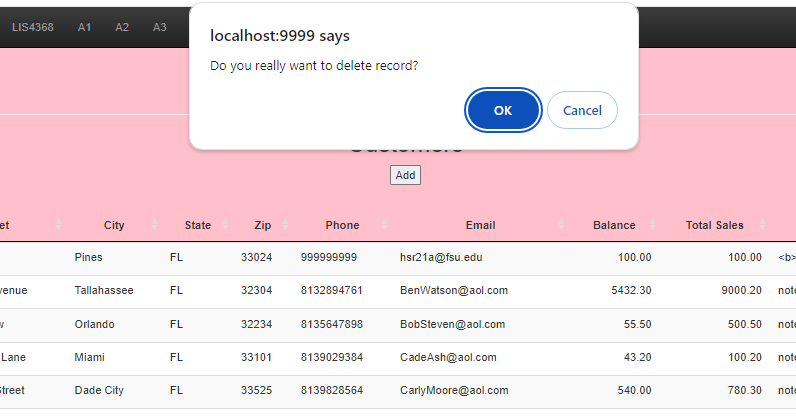 LIS4368 A1 A2 A3
localhost:9999 says
Do you really want to delete record?
OK Cancel
Customers
Add
et City State Zip Phone Email Balance Total Sales
Pines FL 33024 999999999 hsr21a@fsu.edu 100.00 100.00 <b>
venue Tallahassee FL 32304 8132894761 BenWatson@aol.com 5432.30 9000.20 note
w Orlando FL 32234 8135647898 BobSteven@aol.com 55.50 500.50 note
Lane Miami FL 33101 8139029384 CadeAsh@aol.com 43.20 100.20 note
Street Dade City FL 33525 8139828564 CarlyMoore@aol.com 540.00 780.30 note